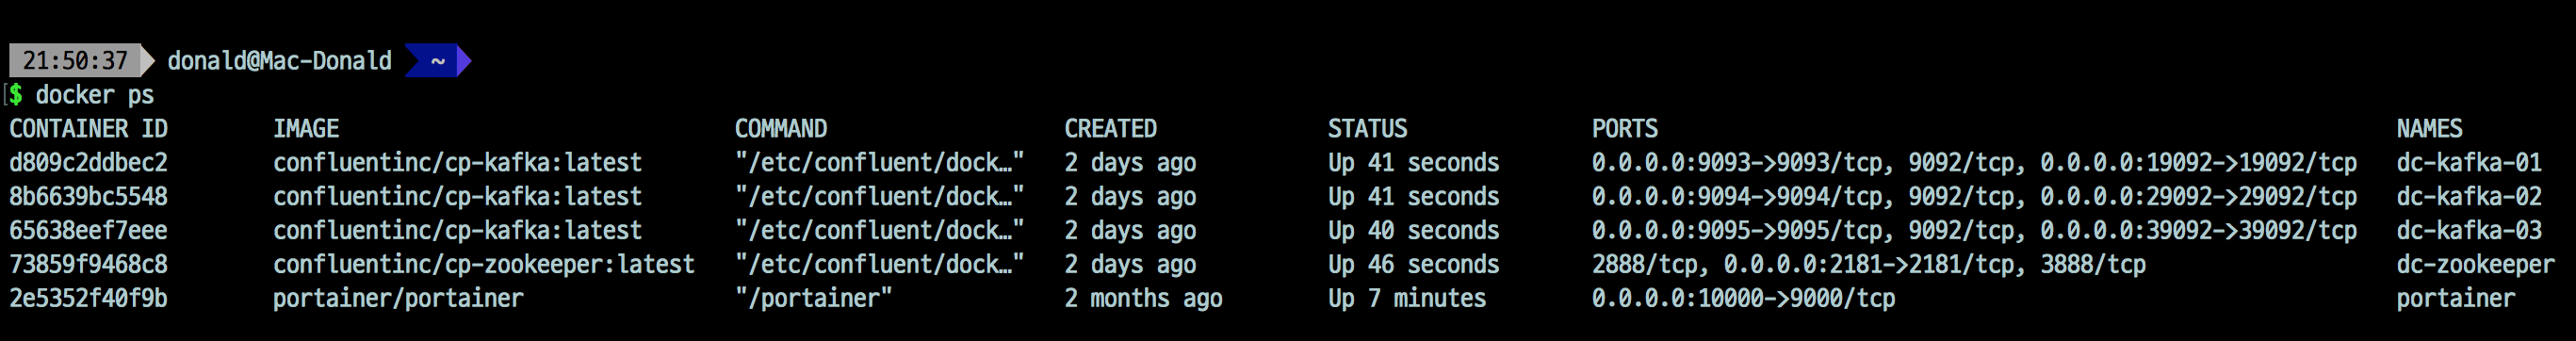 21:50:37 donald@Mac-Donald ~
$ docker ps
CONTAINER ID IMAGE COMMAND CREATED STATUS PORTS NAMES
d809c2ddbec2 confluentinc/cp-kafka:latest "/etc/confluent/dock…" 2 days ago Up 41 seconds 0.0.0.0:9093->9093/tcp, 9092/tcp, 0.0.0.0:19092->19092/tcp dc-kafka-01
8b6639bc5548 confluentinc/cp-kafka:latest "/etc/confluent/dock…" 2 days ago Up 41 seconds 0.0.0.0:9094->9094/tcp, 9092/tcp, 0.0.0.0:29092->29092/tcp dc-kafka-02
65638eef7eee confluentinc/cp-kafka:latest "/etc/confluent/dock…" 2 days ago Up 40 seconds 0.0.0.0:9095->9095/tcp, 9092/tcp, 0.0.0.0:39092->39092/tcp dc-kafka-03
73859f9468c8 confluentinc/cp-zookeeper:latest "/etc/confluent/dock…" 2 days ago Up 46 seconds 2888/tcp, 0.0.0.0:2181->2181/tcp, 3888/tcp dc-zookeeper
2e5352f40f9b portainer/portainer "/portainer" 2 months ago Up 7 minutes 0.0.0.0:10000->9000/tcp portainer